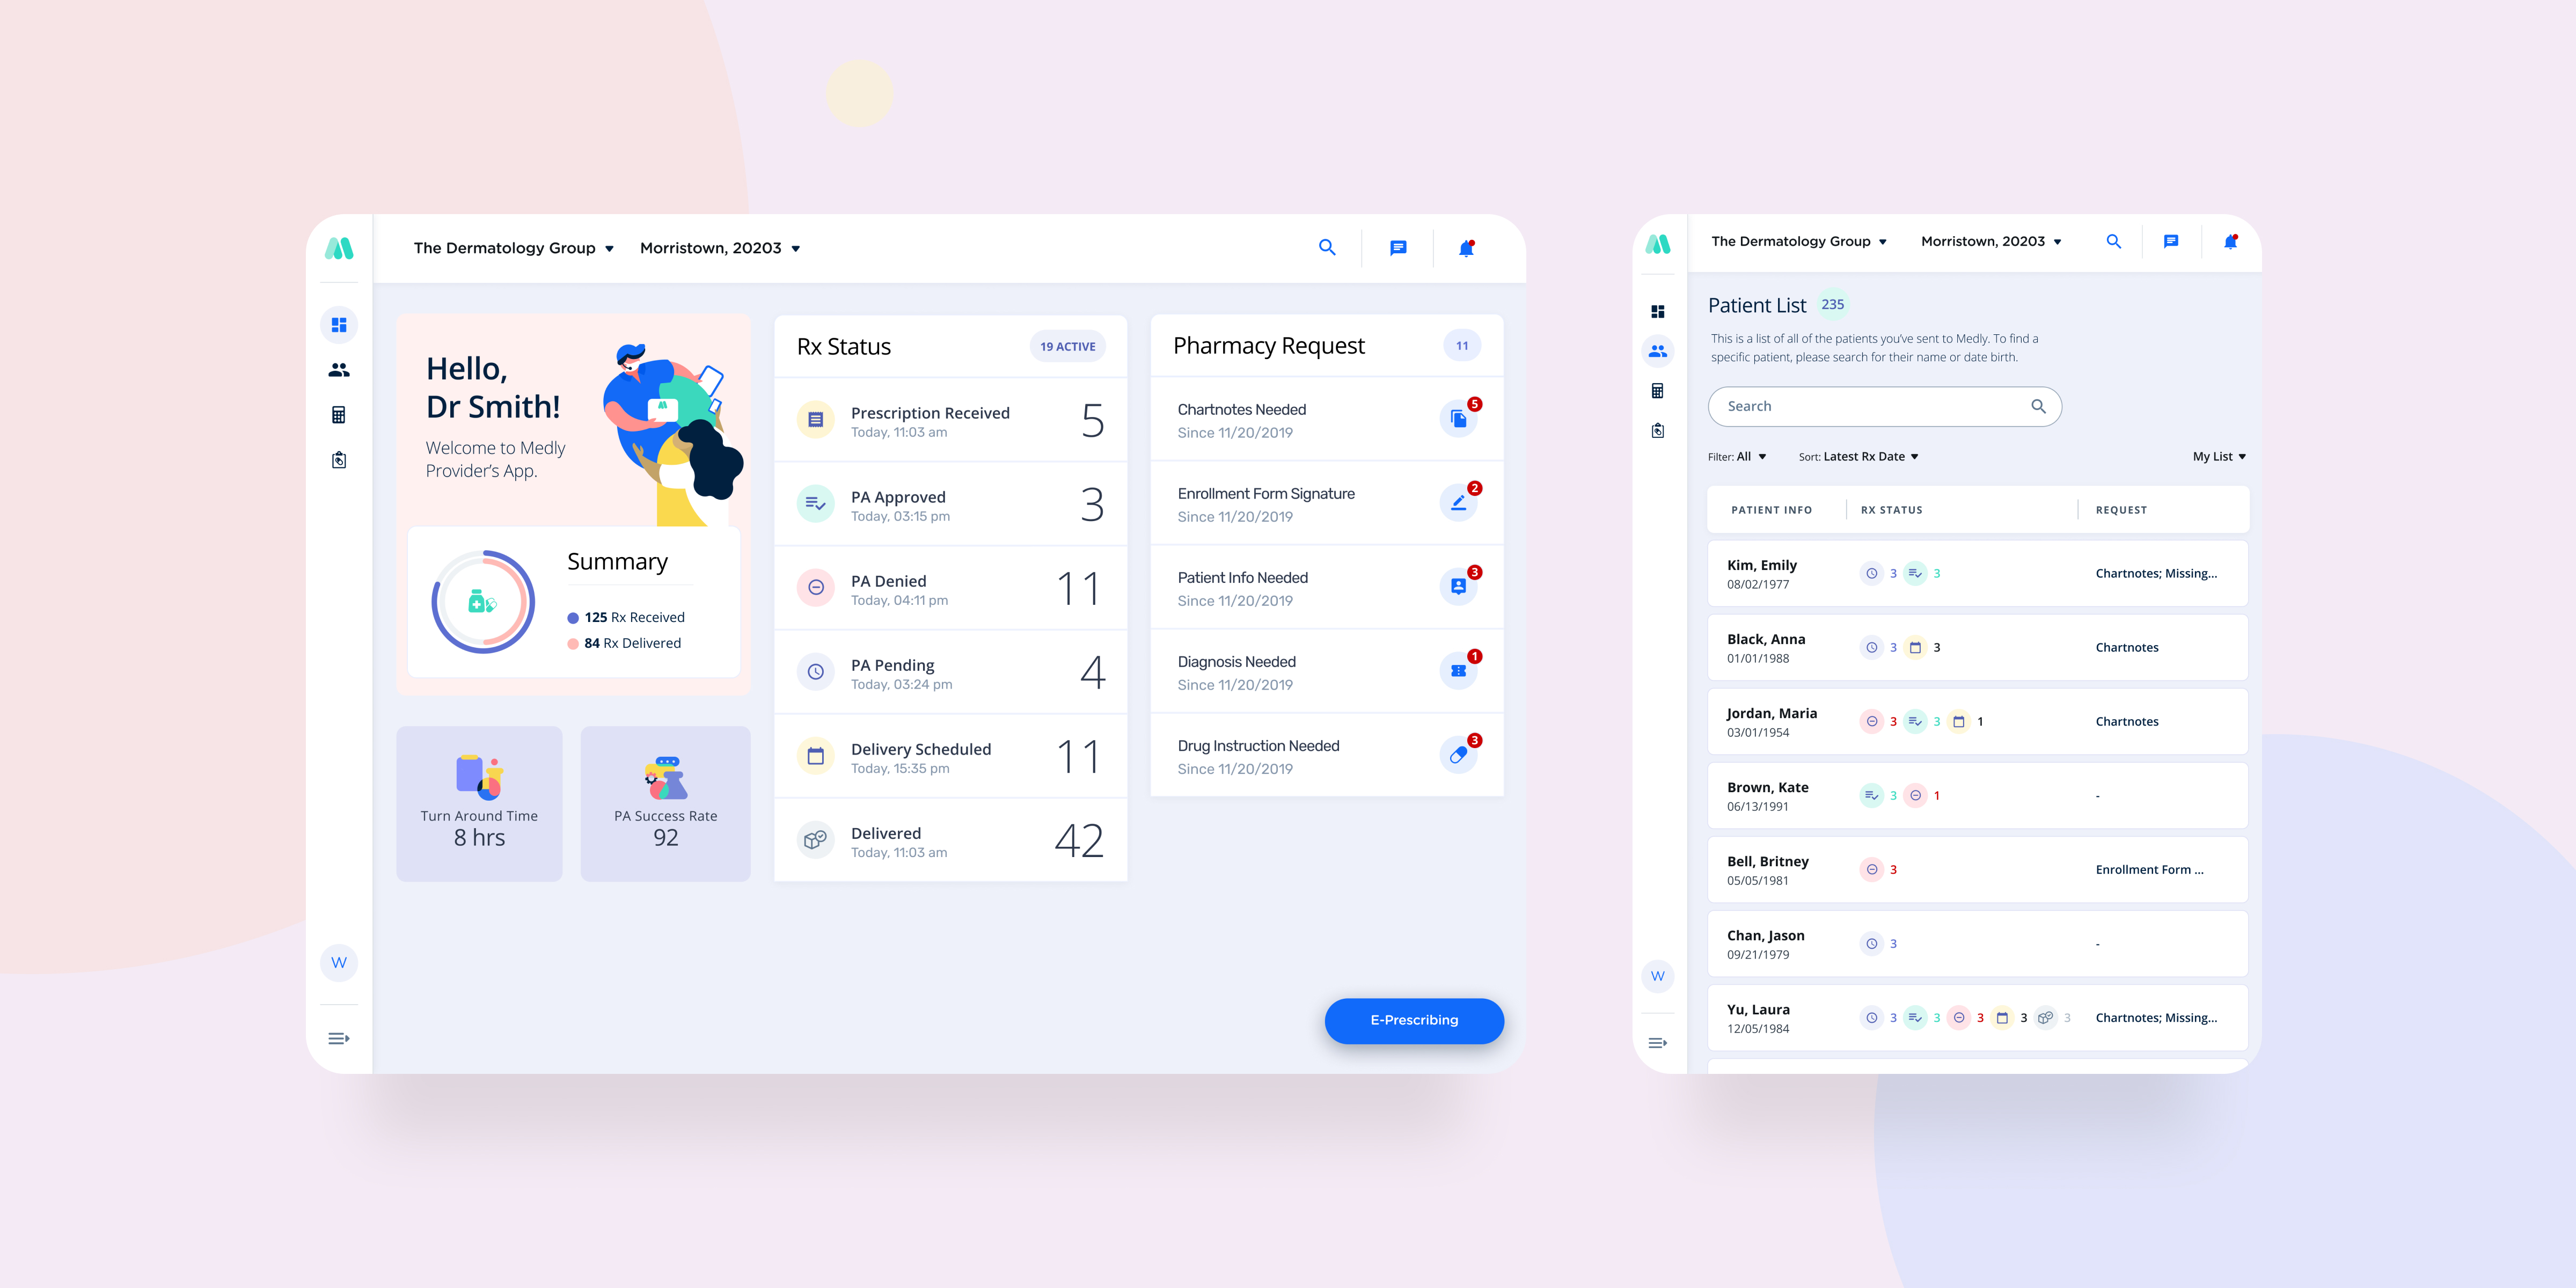 The Dermatology Group
Morristown, 20203
Hello,
Dr Smith!
Welcome to Medly
Provider's App.
Summary
125 Rx Received
84 Rx Delivered
Turn Around Time
8 hrs
PA Success Rate
92
Rx Status
19 ACTIVE
Prescription Received
Today, 11:03 am
5
PA Approved
Today, 03:15 pm
3
PA Denied
Today, 04:11 pm
11
PA Pending
Today, 03:24 pm
4
Delivery Scheduled
Today, 15:35 pm
11
Delivered
Today, 11:03 am
42
Pharmacy Request
11
Chartnotes Needed
Since 11/20/2019
5
Enrollment Form Signature
Since 11/20/2019
2
Patient Info Needed
Since 11/20/2019
3
Diagnosis Needed
Since 11/20/2019
1
Drug Instruction Needed
Since 11/20/2019
3
W
E-Prescribing
The Dermatology Group
Morristown, 20203
Patient List 235
This is a list of all of the patients you've sent to Medly. To find a
specific patient, please search for their name or date birth.
Search
Filter: All
Sort: Latest Rx Date
My List
PATIENT INFO
RX STATUS
REQUEST
Kim, Emily
08/02/1977
3 3
Chartnotes; Missing...
Black, Anna
01/01/1988
3 3
Chartnotes
Jordan, Maria
03/01/1954
3 3 1
Chartnotes
Brown, Kate
06/13/1991
3 1
-
Bell, Britney
05/05/1981
3
Enrollment Form ...
Chan, Jason
09/21/1979
3
-
Yu, Laura
12/05/1984
3 3 3 3 3
Chartnotes; Missing...
W